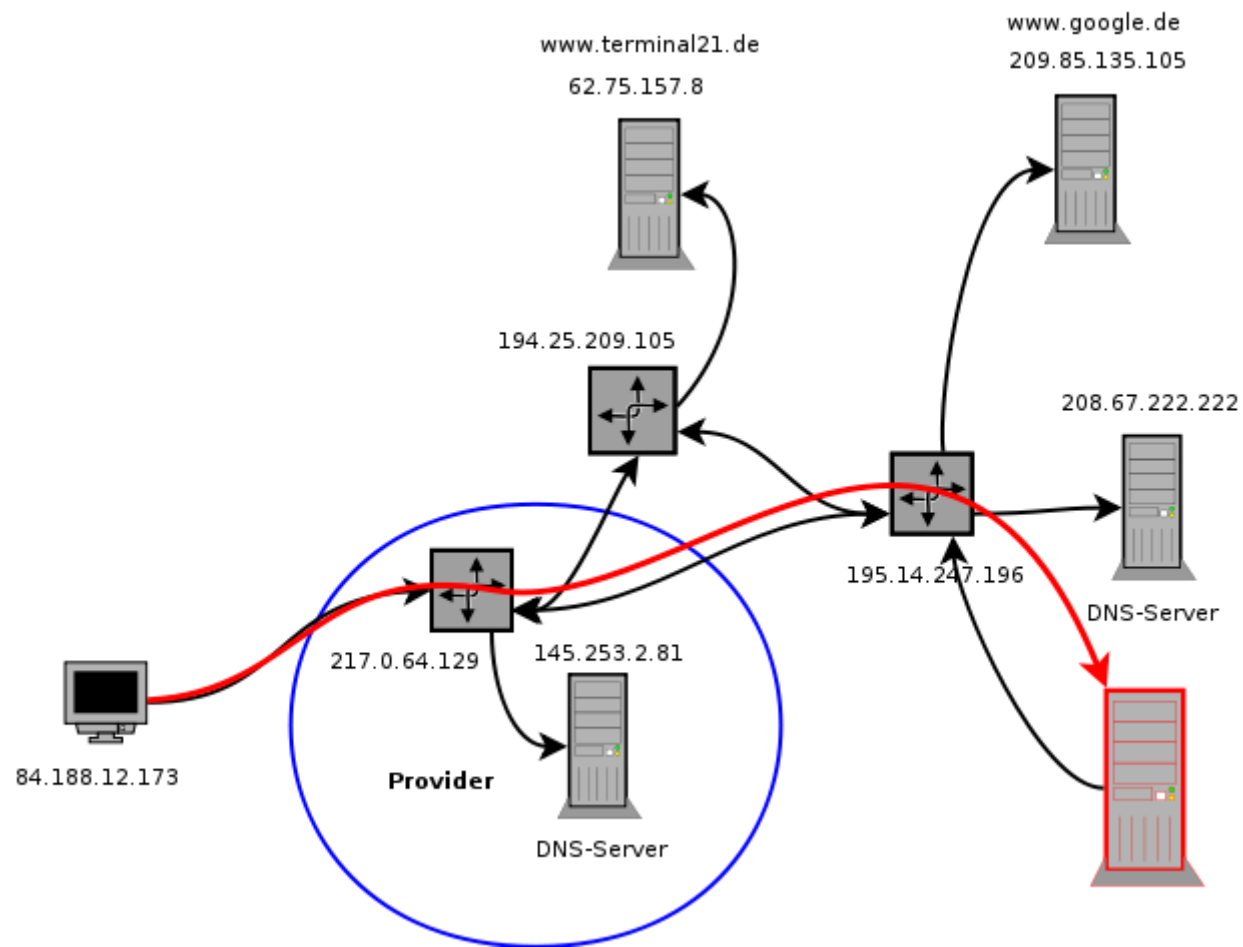 www.google.de
www.terminal21.de
209.85.135.105
62.75.157.8
194.25.209.105
208.67.222.222
195.14.247.196
DNS-Server
217.0.64.129
145.253.2.81
84.188.12.173
Provider
DNS-Server